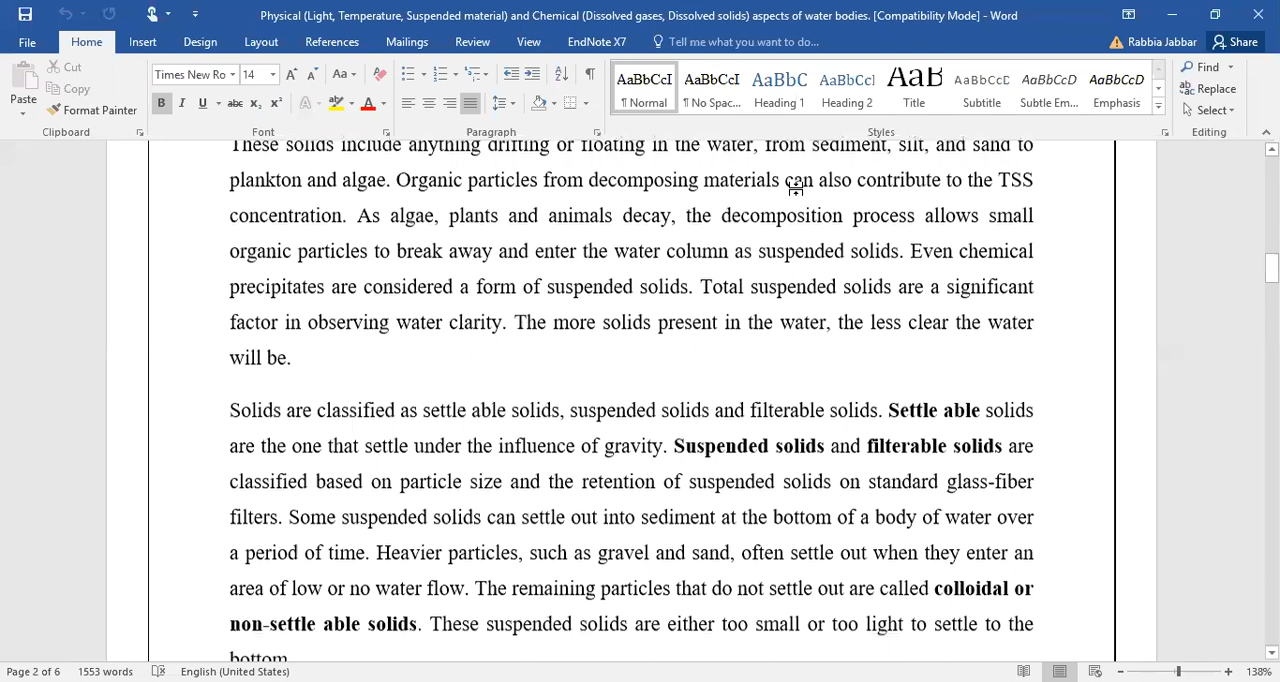 Physical (Light, Temperature, Suspended material) and Chemical (Dissolved gases, Dissolved solids) aspects of water bodies. [Compatibility Mode] - Word
File Home Insert Design Layout References Mailings Review View EndNote X7 Tell me what you want to do... Rabbia Jabbar Share
Paste
Cut
Copy
Format Painter
Clipboard
Times New Ro 14
Font
Paragraph
AaBbCcI AaBbCcI AaBbC AaBbCcI AaB AaBbCcD AaBbCcD AaBbCcD
¶ Normal ¶ No Spac... Heading 1 Heading 2 Title Subtitle Subtle Em... Emphasis
Styles
Find
Replace
Select
Editing
These solids include anything drifting or floating in the water, from sediment, silt, and sand to
plankton and algae. Organic particles from decomposing materials can also contribute to the TSS
concentration. As algae, plants and animals decay, the decomposition process allows small
organic particles to break away and enter the water column as suspended solids. Even chemical
precipitates are considered a form of suspended solids. Total suspended solids are a significant
factor in observing water clarity. The more solids present in the water, the less clear the water
will be.
Solids are classified as settle able solids, suspended solids and filterable solids. Settle able solids
are the one that settle under the influence of gravity. Suspended solids and filterable solids are
classified based on particle size and the retention of suspended solids on standard glass-fiber
filters. Some suspended solids can settle out into sediment at the bottom of a body of water over
a period of time. Heavier particles, such as gravel and sand, often settle out when they enter an
area of low or no water flow. The remaining particles that do not settle out are called colloidal or
non-settle able solids. These suspended solids are either too small or too light to settle to the
bottom.
Page 2 of 6 1553 words English (United States) 138%